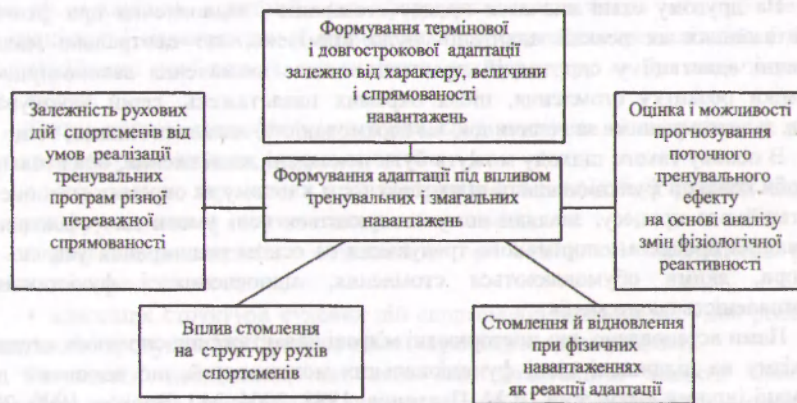 Формування термінової
і довгострокової адаптації
залежно від характеру, величини
і спрямованості
навантажень
Залежність рухових
дій спортсменів від
умов реалізації
тренувальних
програм різної
переважної
спрямованості
Формування адаптації під впливом
тренувальних і змагальних
навантажень
Оцінка і можливості
прогнозування
поточного
тренувального
ефекту
на основі аналізу
змін фізіологічної
реактивності
Вплив стомлення
на структуру рухів
спортсменів
Стомлення й відновлення
при фізичних
навантаженнях
як реакції адаптації